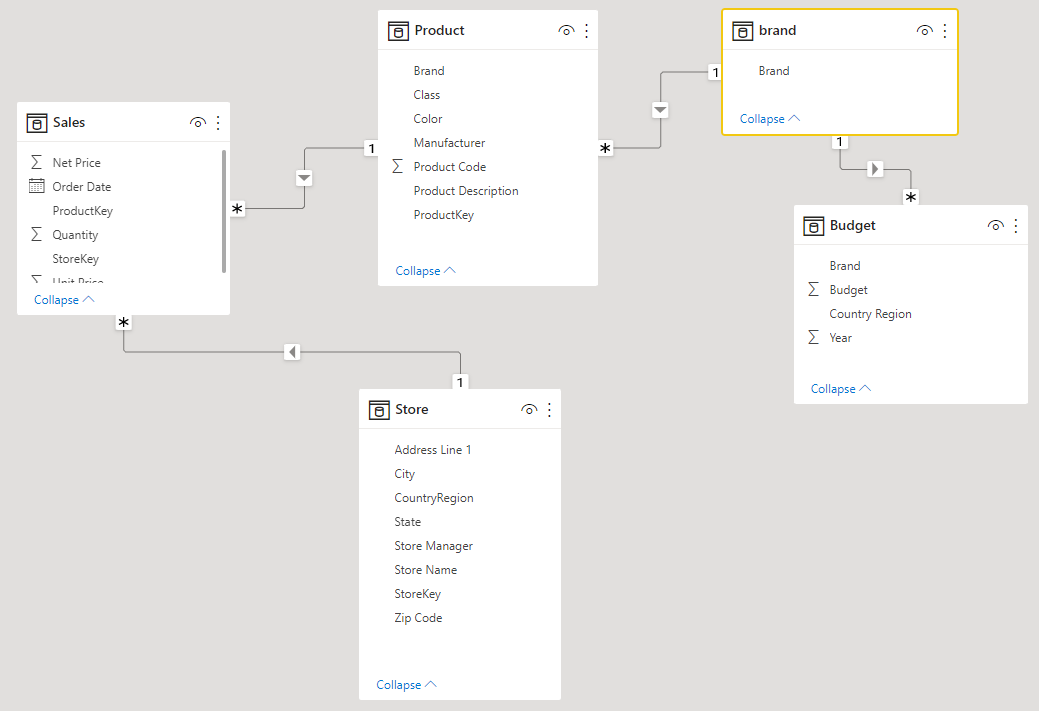 Product
Brand
Class
Color
Manufacturer
Product Code
Product Description
ProductKey
Collapse
brand
Brand
Collapse
Sales
Net Price
Order Date
ProductKey
Quantity
StoreKey
Unit Price
Collapse
1
*
1
*
1
*
*
1
Budget
Brand
Budget
Country Region
Year
Collapse
Store
Address Line 1
City
CountryRegion
State
Store Manager
Store Name
StoreKey
Zip Code
Collapse